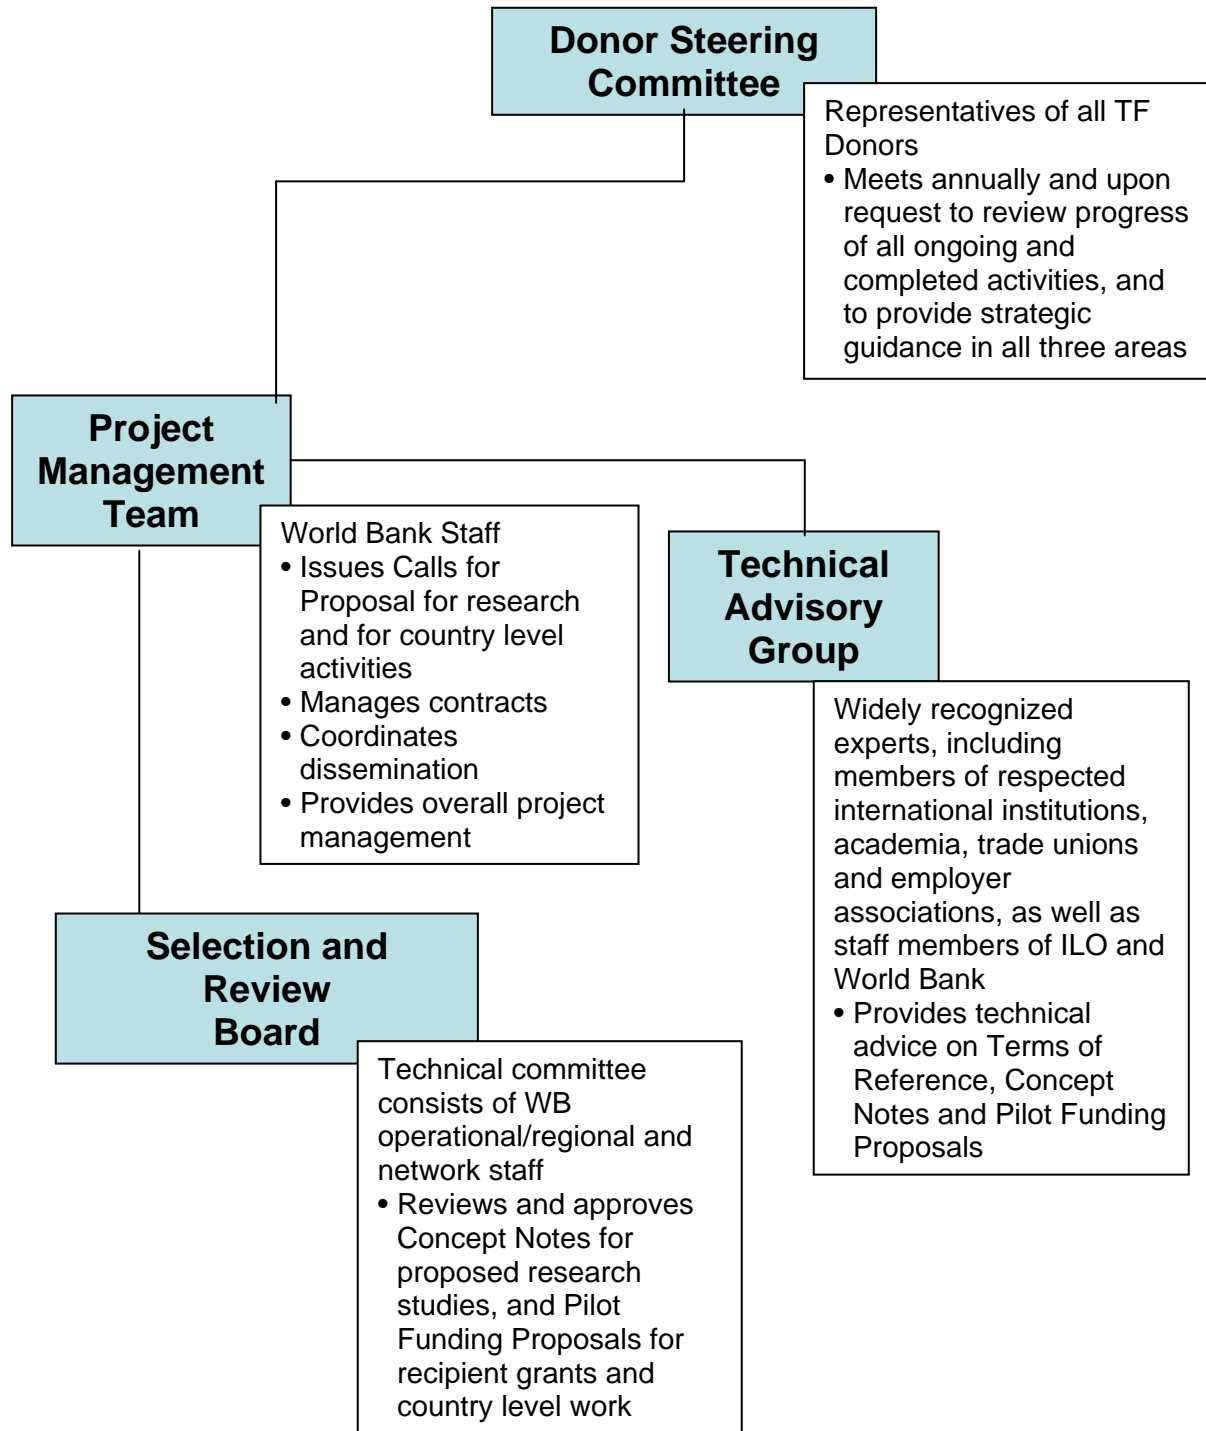 Donor Steering
Committee
Representatives of all TF
Donors
• Meets annually and upon
request to review progress
of all ongoing and
completed activities, and
to provide strategic
guidance in all three areas
Project
Management
Team
World Bank Staff
• Issues Calls for
Proposal for research
and for country level
activities
• Manages contracts
• Coordinates
dissemination
• Provides overall project
management
Technical
Advisory
Group
Widely recognized
experts, including
members of respected
international institutions,
academia, trade unions
and employer
associations, as well as
staff members of ILO and
World Bank
• Provides technical
advice on Terms of
Reference, Concept
Notes and Pilot Funding
Proposals
Selection and
Review
Board
Technical committee
consists of WB
operational/regional and
network staff
• Reviews and approves
Concept Notes for
proposed research
studies, and Pilot
Funding Proposals for
recipient grants and
country level work